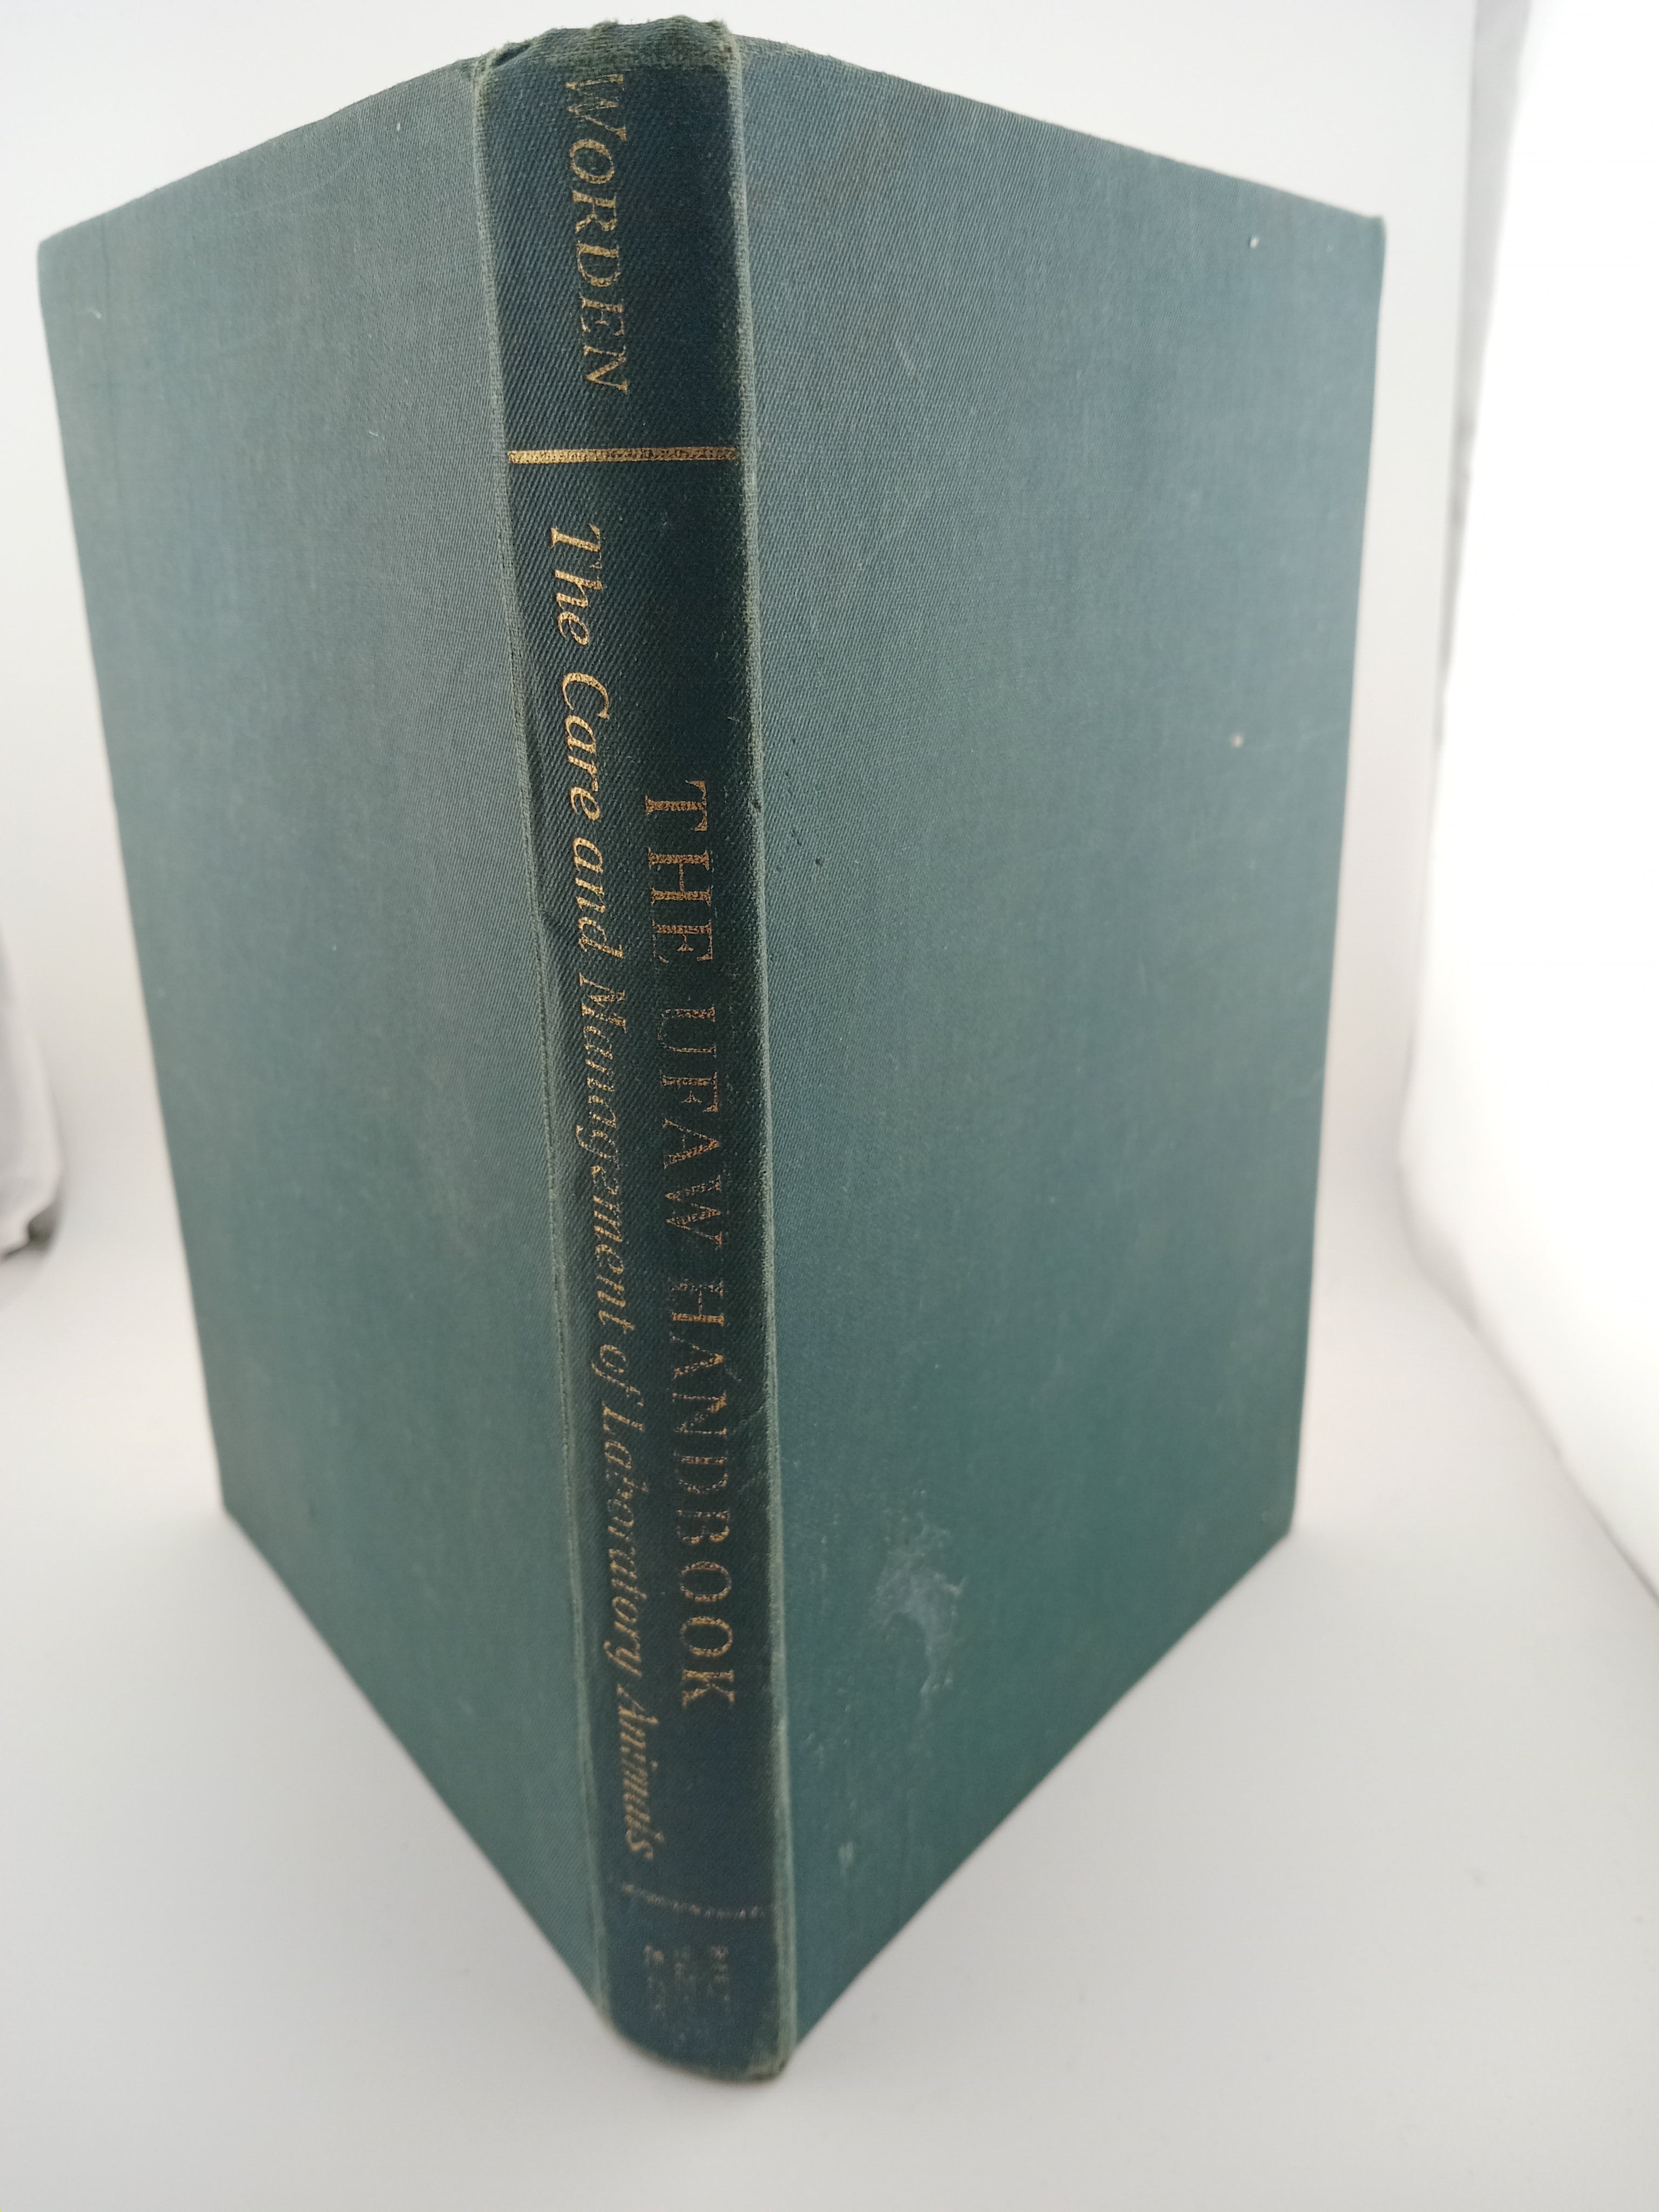 WORDEN
THE UFAW HANDBOOK
The Care and Management of Laboratory Animals